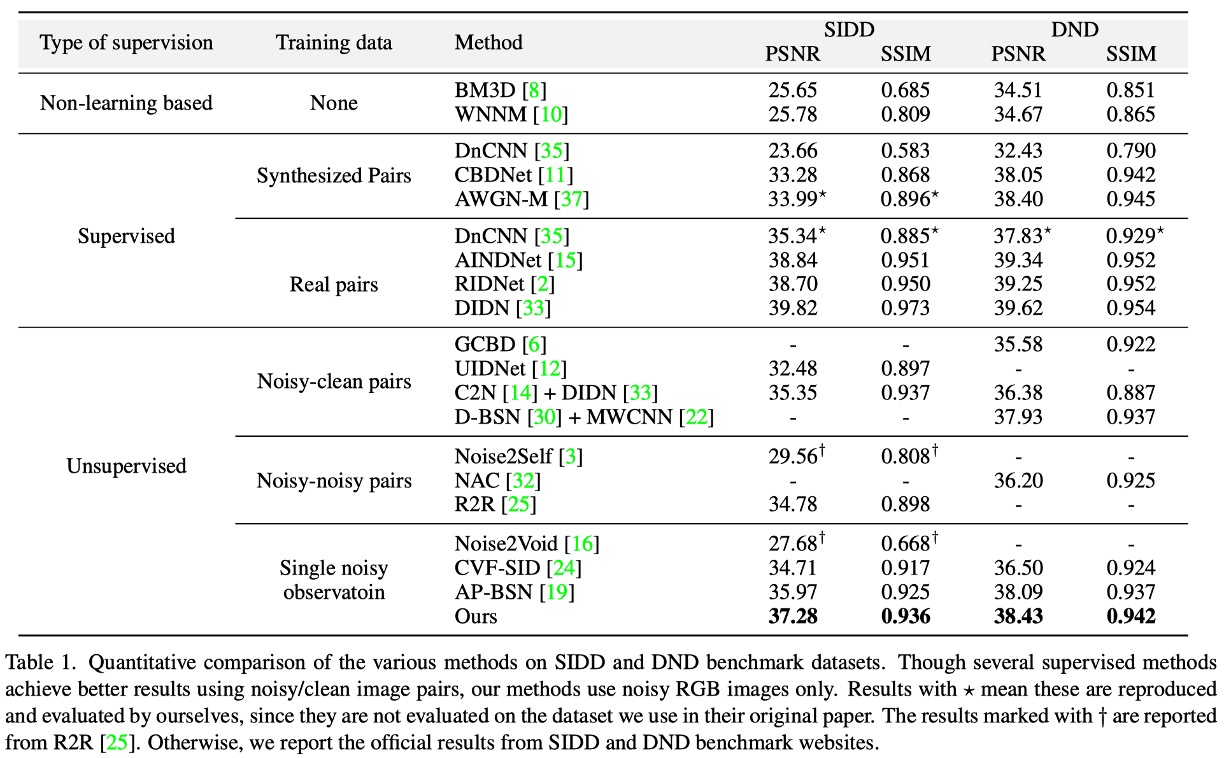 Type of supervision Training data Method SIDD DND
PSNR SSIM PSNR SSIM
Non-learning based None BM3D [8] 25.65 0.685 34.51 0.851
WNNM [10] 25.78 0.809 34.67 0.865
Supervised Synthesized Pairs DnCNN [35] 23.66 0.583 32.43 0.790
CBDNet [11] 33.28 0.868 38.05 0.942
AWGN-M [37] 33.99⋆ 0.896⋆ 38.40 0.945
Real pairs DnCNN [35] 35.34⋆ 0.885⋆ 37.83⋆ 0.929⋆
AINDNet [15] 38.84 0.951 39.34 0.952
RIDNet [2] 38.70 0.950 39.25 0.952
DIDN [33] 39.82 0.973 39.62 0.954
Unsupervised Noisy-clean pairs GCBD [6] - - 35.58 0.922
UIDNet [12] 32.48 0.897 - -
C2N [14] + DIDN [33] 35.35 0.937 36.38 0.887
D-BSN [30] + MWCNN [22] - - 37.93 0.937
Noisy-noisy pairs Noise2Self [3] 29.56† 0.808† - -
NAC [32] - - 36.20 0.925
R2R [25] 34.78 0.898 - -
Single noisy observatoin Noise2Void [16] 27.68† 0.668† - -
CVF-SID [24] 34.71 0.917 36.50 0.924
AP-BSN [19] 35.97 0.925 38.09 0.937
Ours 37.28 0.936 38.43 0.942
Table 1. Quantitative comparison of the various methods on SIDD and DND benchmark datasets. Though several supervised methods
achieve better results using noisy/clean image pairs, our methods use noisy RGB images only. Results with ⋆ mean these are reproduced
and evaluated by ourselves, since they are not evaluated on the dataset we use in their original paper. The results marked with † are reported
from R2R [25]. Otherwise, we report the official results from SIDD and DND benchmark websites.